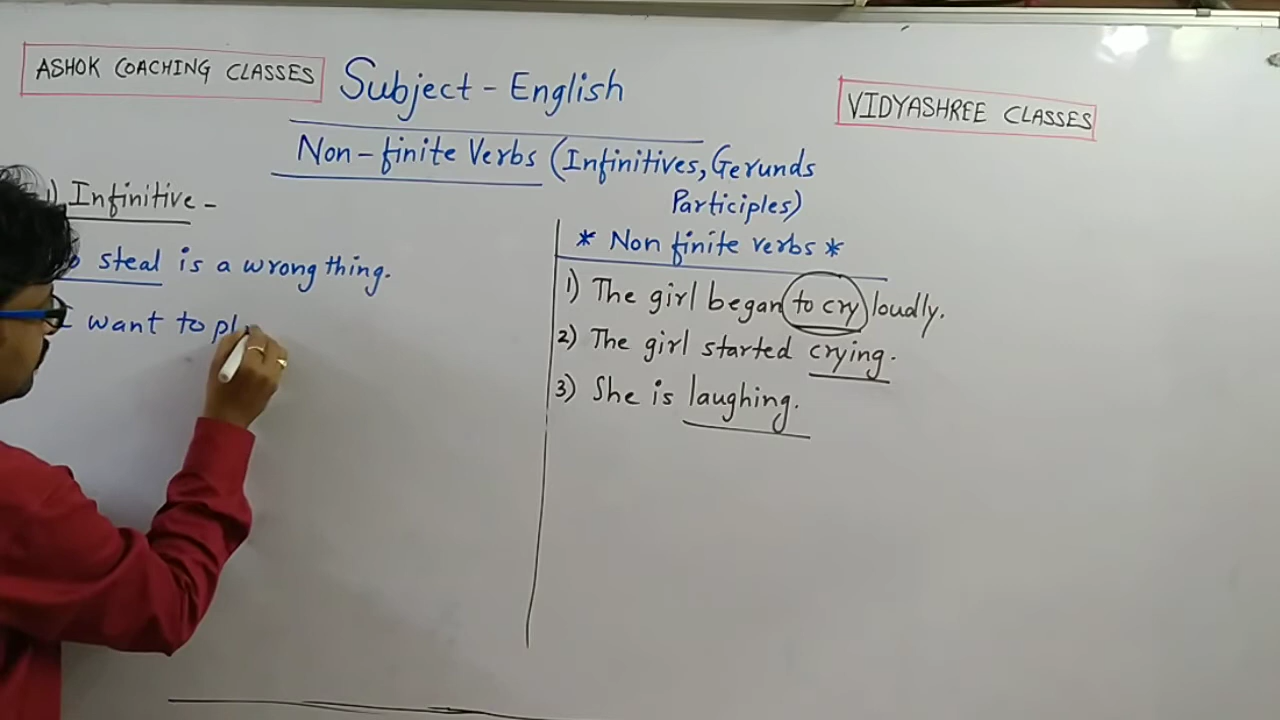 ASHOK COACHING CLASSES
Subject - English
VIDYASHREE CLASSES
Non-finite Verbs (Infinitives, Gerunds
Participles)
1) Infinitive -
steal is a wrong thing.
I want to pl
* Non finite verbs *
1) The girl began to cry loudly.
2) The girl started crying.
3) She is laughing.